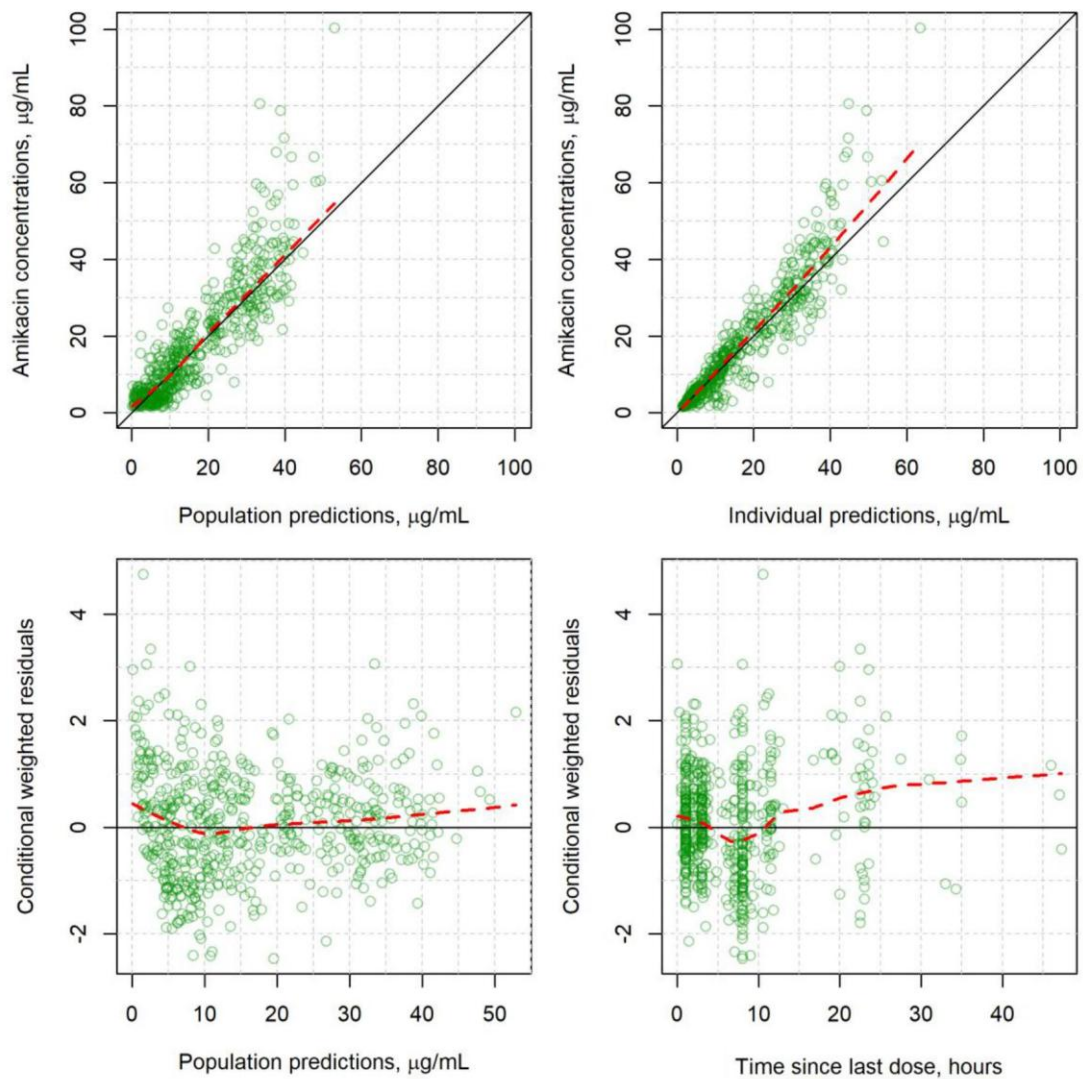 Amikacin concentrations, μg/mL
100
80
60
40
20
0
0 20 40 60 80 100
Population predictions, μg/mL
Amikacin concentrations, μg/mL
100
80
60
40
20
0
0 20 40 60 80 100
Individual predictions, μg/mL
Conditional weighted residuals
4
2
0
-2
0 10 20 30 40 50
Population predictions, μg/mL
Conditional weighted residuals
4
2
0
-2
0 10 20 30 40
Time since last dose, hours